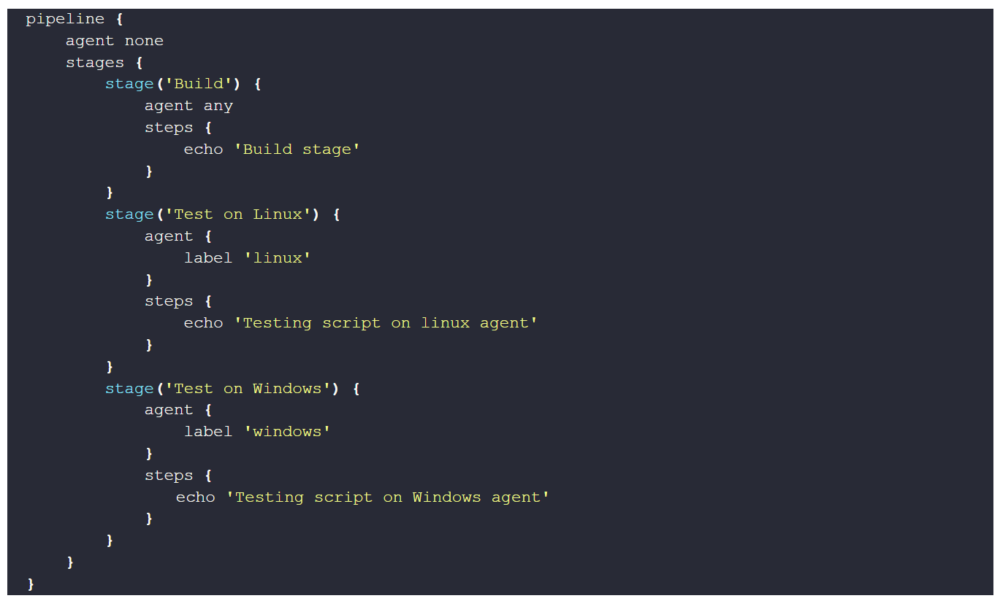 pipeline {
    agent none
    stages {
        stage('Build') {
            agent any
            steps {
                echo 'Build stage'
            }
        }
        stage('Test on Linux') {
            agent {
                label 'linux'
            }
            steps {
                echo 'Testing script on linux agent'
            }
        }
        stage('Test on Windows') {
            agent {
                label 'windows'
            }
            steps {
               echo 'Testing script on Windows agent'
            }
        }
    }
}